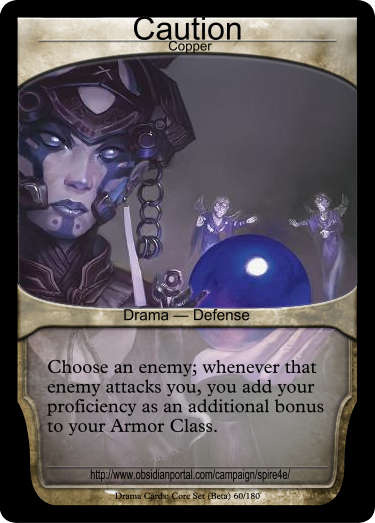 Caution
Copper
Drama — Defense
Choose an enemy; whenever that
enemy attacks you, you add your
proficiency as an additional bonus
to your Armor Class.
http://www.obsidianportal.com/campaign/spire4e/
Drama Cards: Core Set (Beta) 60/180